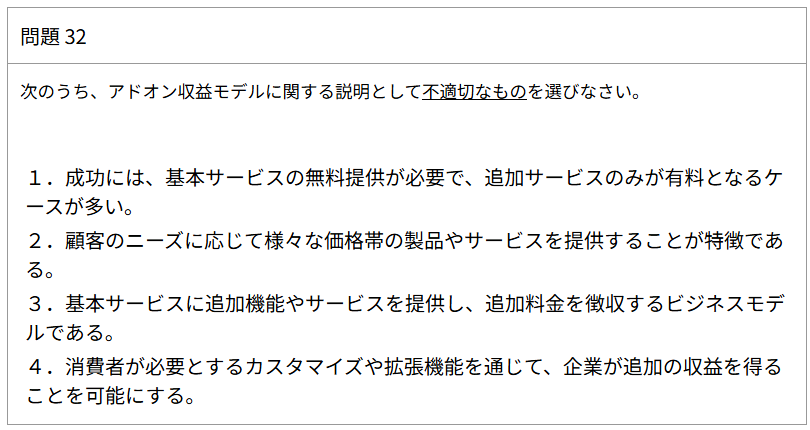 問題 32
次のうち、アドオン収益モデルに関する説明として不適切なものを選びなさい。
１．成功には、基本サービスの無料提供が必要で、追加サービスのみが有料となるケ
ースが多い。
２．顧客のニーズに応じて様々な価格帯の製品やサービスを提供することが特徴であ
る。
３．基本サービスに追加機能やサービスを提供し、追加料金を徴収するビジネスモデ
ルである。
４．消費者が必要とするカスタマイズや拡張機能を通じて、企業が追加の収益を得る
ことを可能にする。